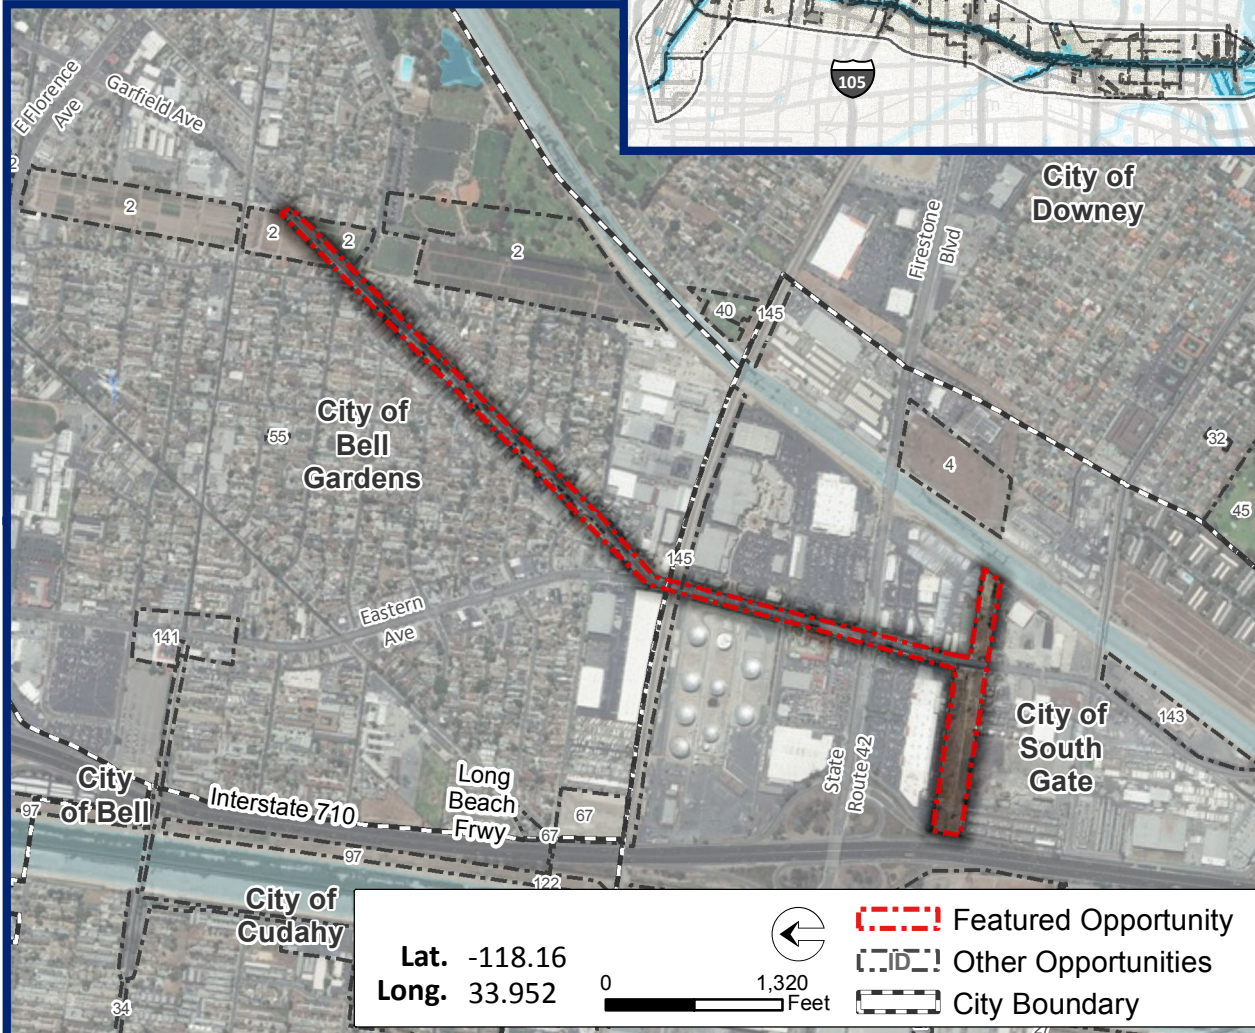 105
E Florence
Ave
Garfield Ave
City of
Downey
Firestone
Blvd
2
2
2
2
2
40
145
City of
Bell
Gardens
55
32
4
45
145
Eastern
Ave
141
143
City of
South
Gate
State
Route 42
City
of Bell
Interstate 710
Long
Beach
Frwy
67
67
97
97
122
City of
Cudahy
34
Lat. -118.16
Long. 33.952
0 1,320
Feet
Featured Opportunity
ID Other Opportunities
City Boundary